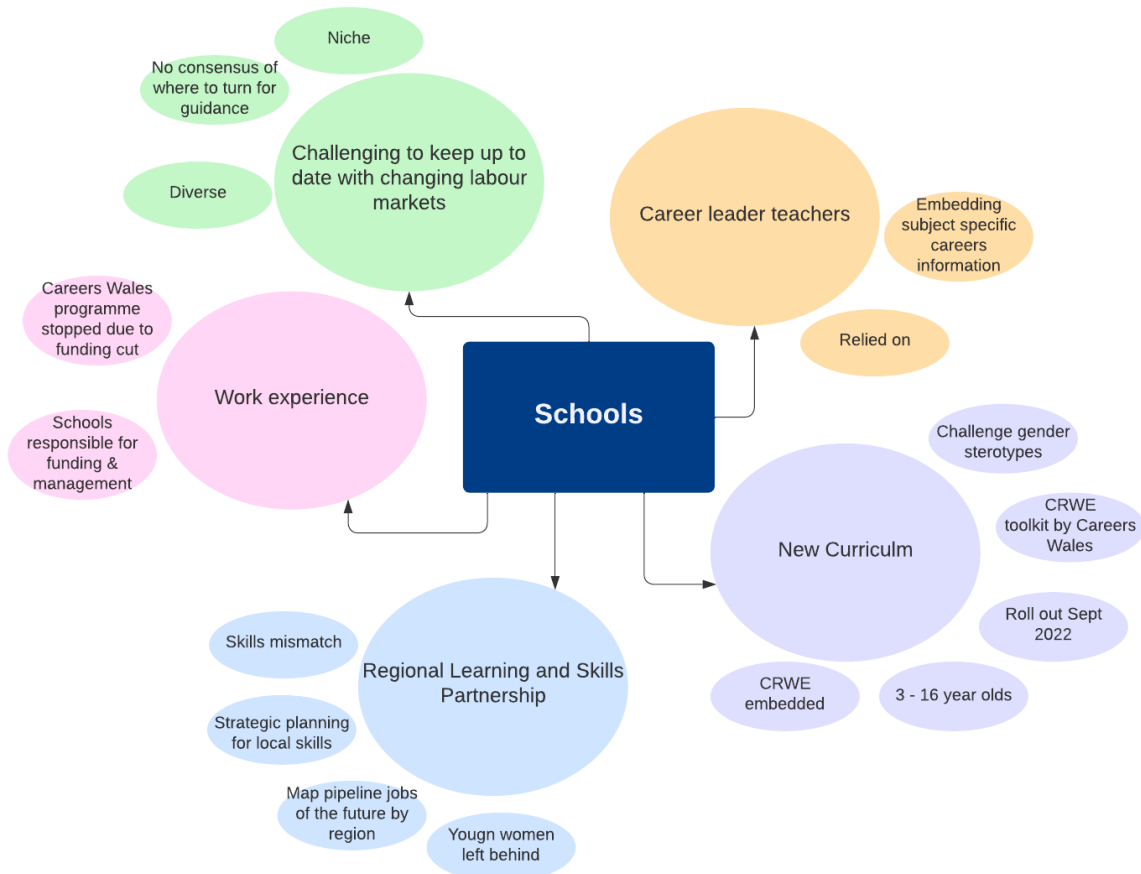 Niche
No consensus of
where to turn for
guidance
Diverse
Challenging to keep up to
date with changing labour
markets
Career leader teachers
Embedding
subject specific
careers
information
Relied on
Careers Wales
programme
stopped due to
funding cut
Schools
responsible for
funding &
management
Work experience
Schools
Challenge gender
sterotypes
CRWE
toolkit by Careers
Wales
New Curriculm
Roll out Sept
2022
3 - 16 year olds
CRWE
embedded
Skills mismatch
Regional Learning and Skills
Partnership
Strategic planning
for local skills
Map pipeline jobs
of the future by
region
Yougn women
left behind